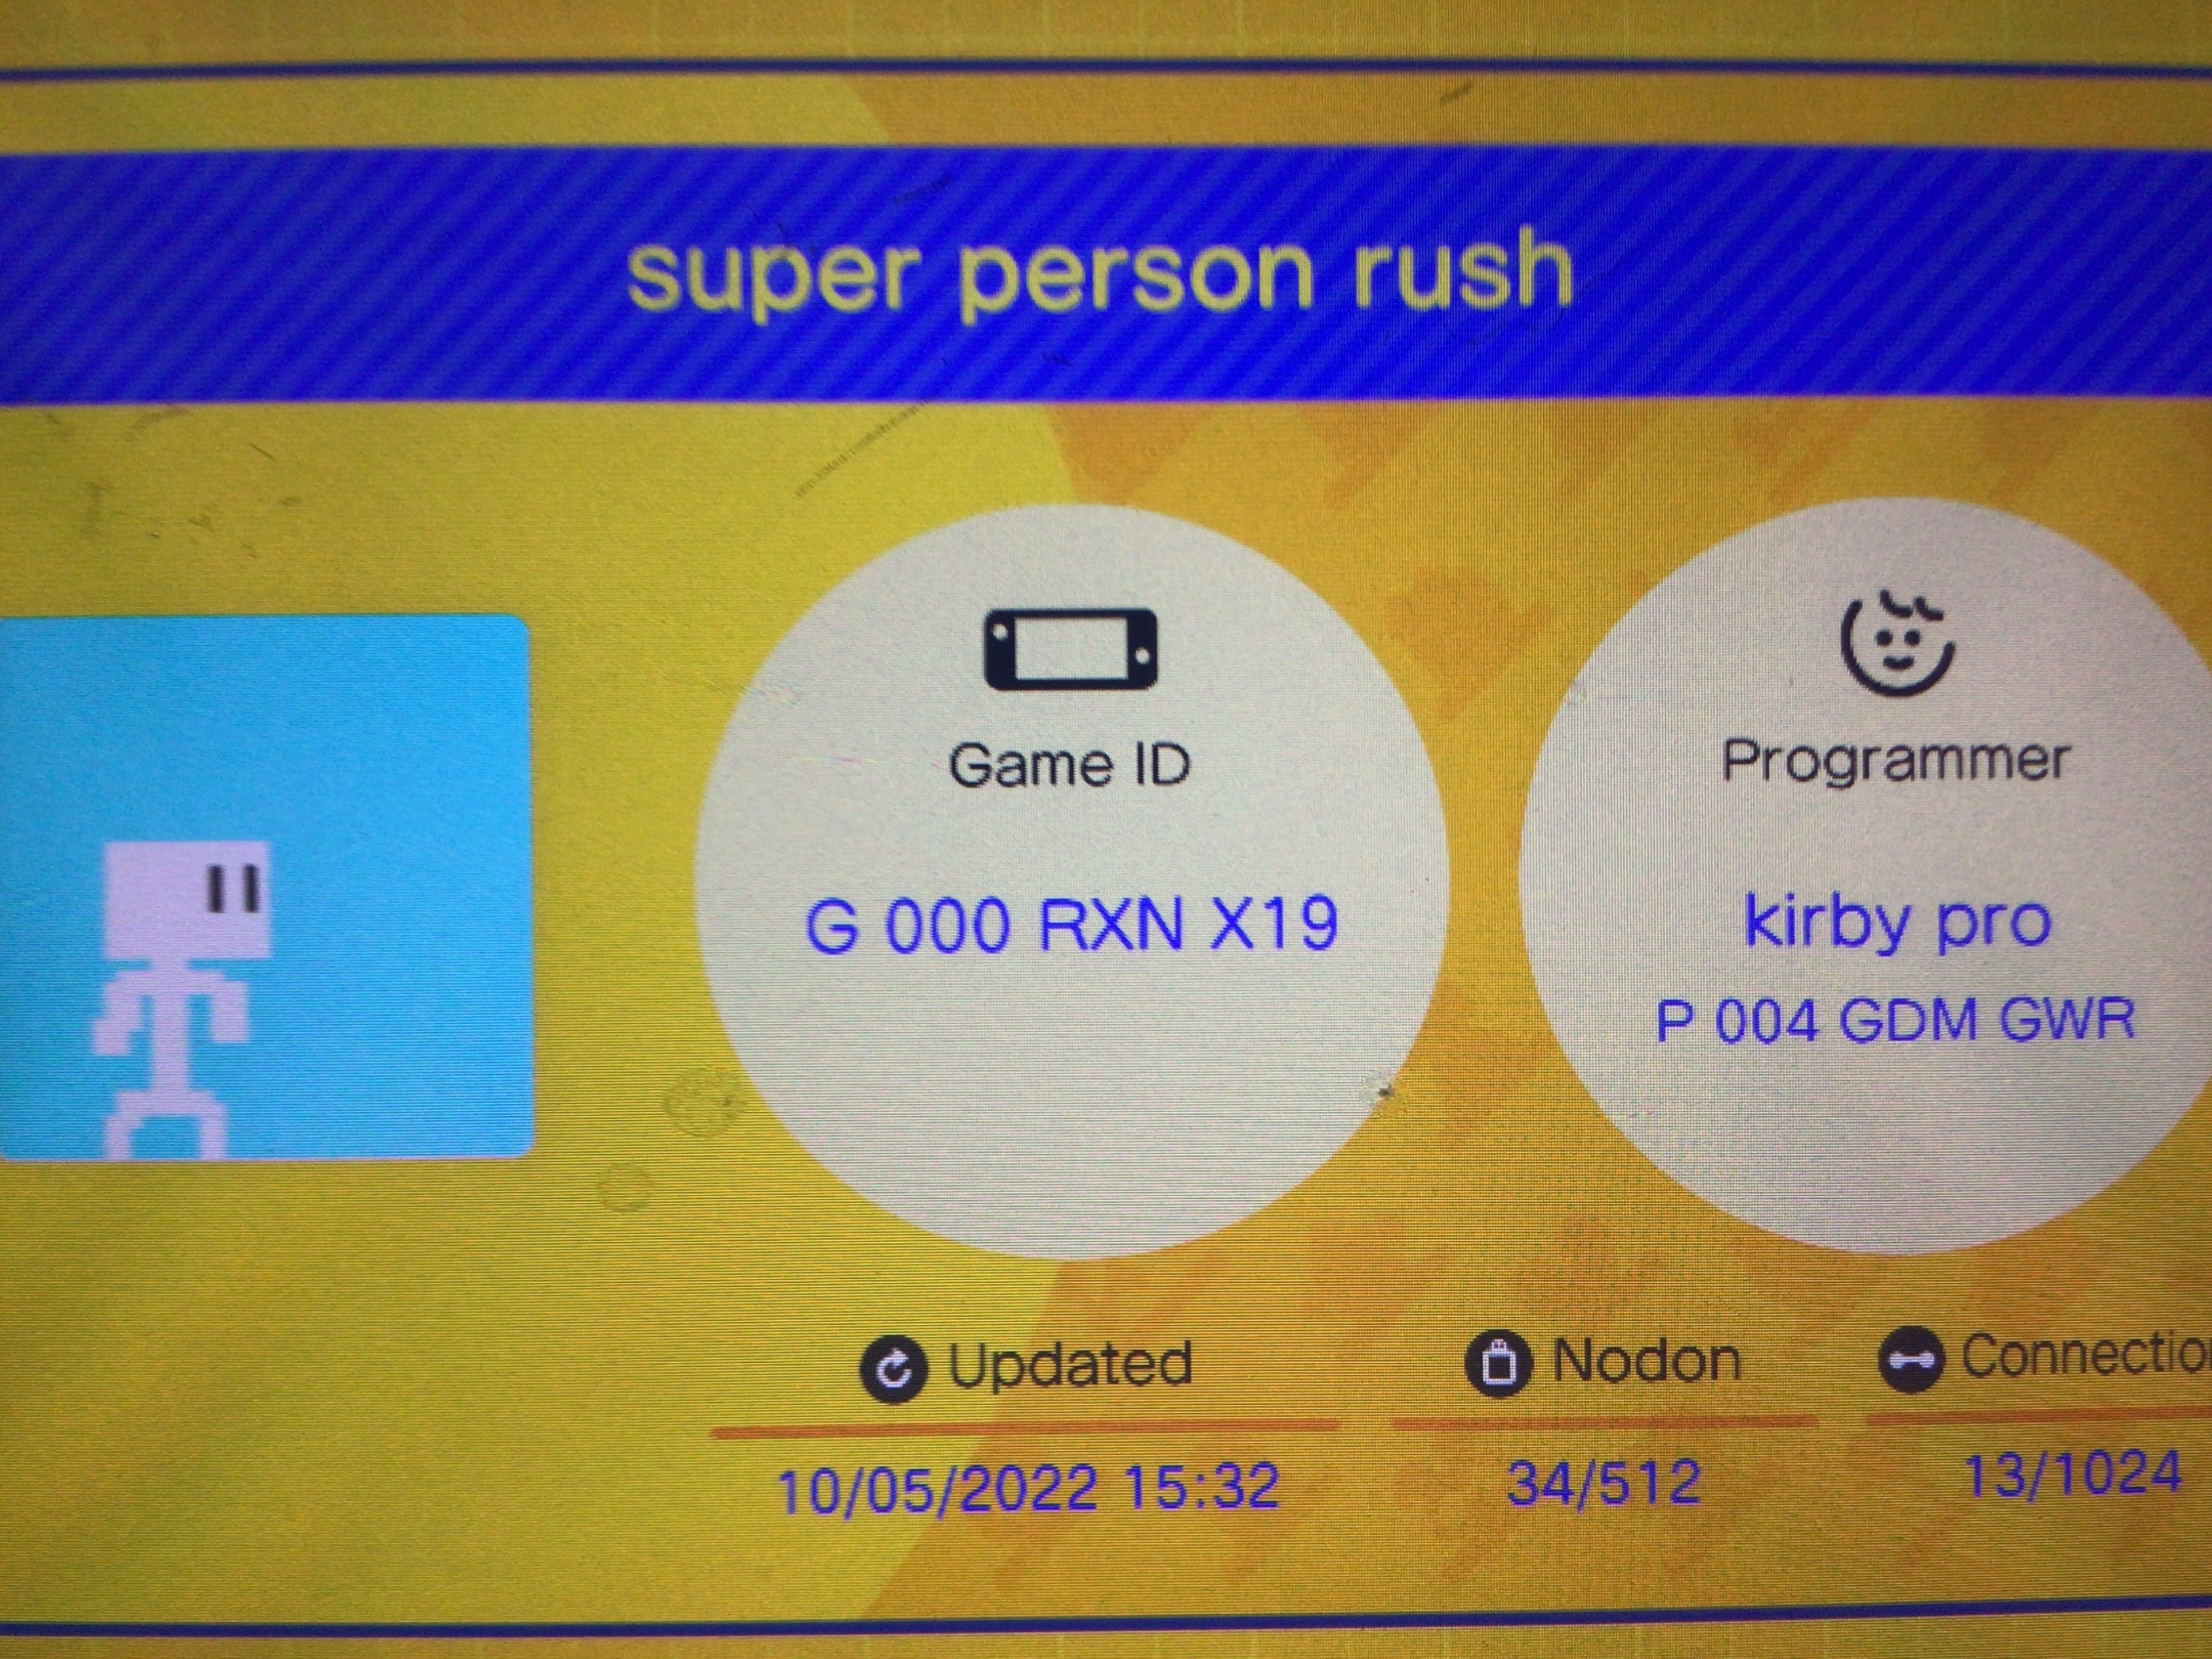 super person rush
Game ID
G 000 RXN X19
Programmer
kirby pro
P 004 GDM GWR
Updated
10/05/2022 15:32
Nodon
34/512
Connectio
13/1024